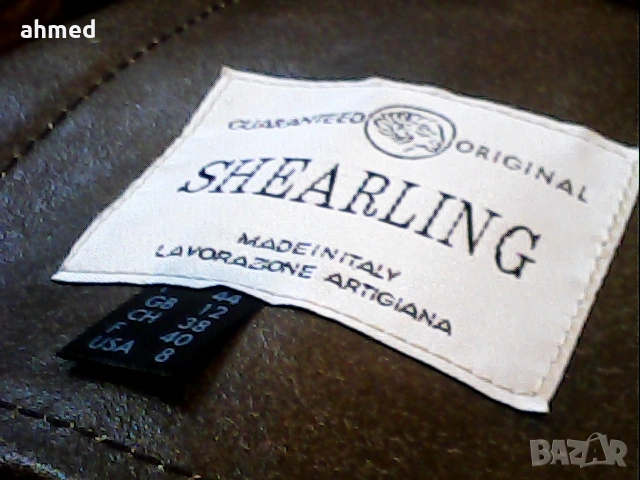 ahmed
GUARANTEED ORIGINAL
SHEARLING
MADE IN ITALY
LAVORAZONE ARTIGIANA
44
GB 12
CH 38
F 40
USA 8
BAZAR